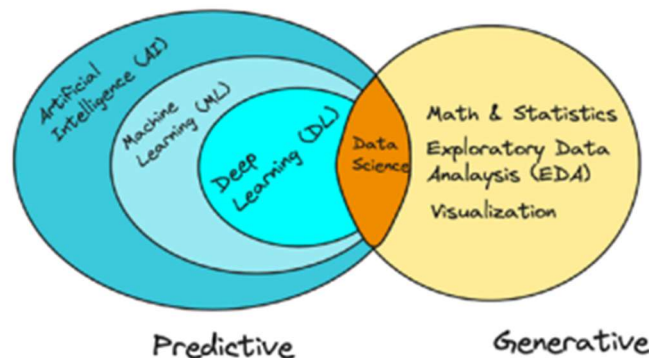 Artificial
Intelligence (AI)
Machine
Learning (ML)
Deep
Learning (DL)
Data
Science
Math & Statistics
Exploratory Data
Analaysis (EDA)
Visualization
Predictive
Generative